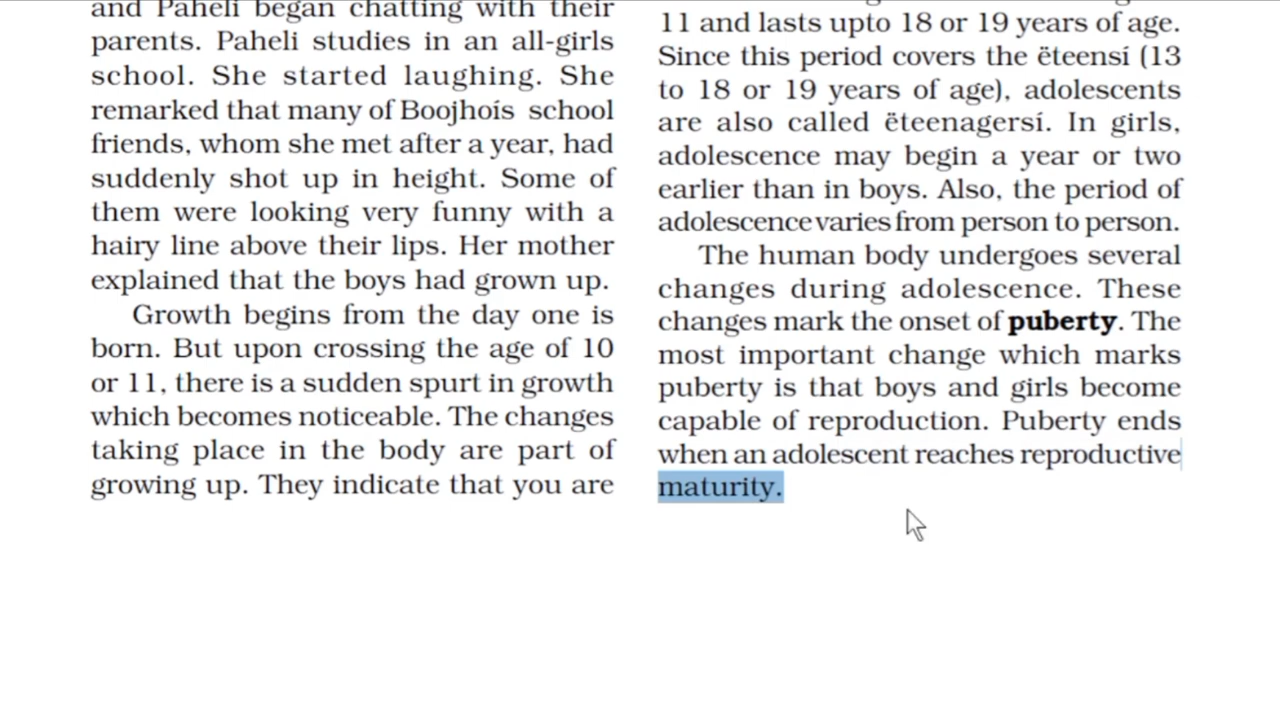 and Paheli began chatting with their
parents. Paheli studies in an all-girls
school. She started laughing. She
remarked that many of Boojhoís school
friends, whom she met after a year, had
suddenly shot up in height. Some of
them were looking very funny with a
hairy line above their lips. Her mother
explained that the boys had grown up.
Growth begins from the day one is
born. But upon crossing the age of 10
or 11, there is a sudden spurt in growth
which becomes noticeable. The changes
taking place in the body are part of
growing up. They indicate that you are
11 and lasts upto 18 or 19 years of age.
Since this period covers the ëteensí (13
to 18 or 19 years of age), adolescents
are also called ëteenagersí. In girls,
adolescence may begin a year or two
earlier than in boys. Also, the period of
adolescence varies from person to person.
The human body undergoes several
changes during adolescence. These
changes mark the onset of puberty. The
most important change which marks
puberty is that boys and girls become
capable of reproduction. Puberty ends
when an adolescent reaches reproductive
maturity.